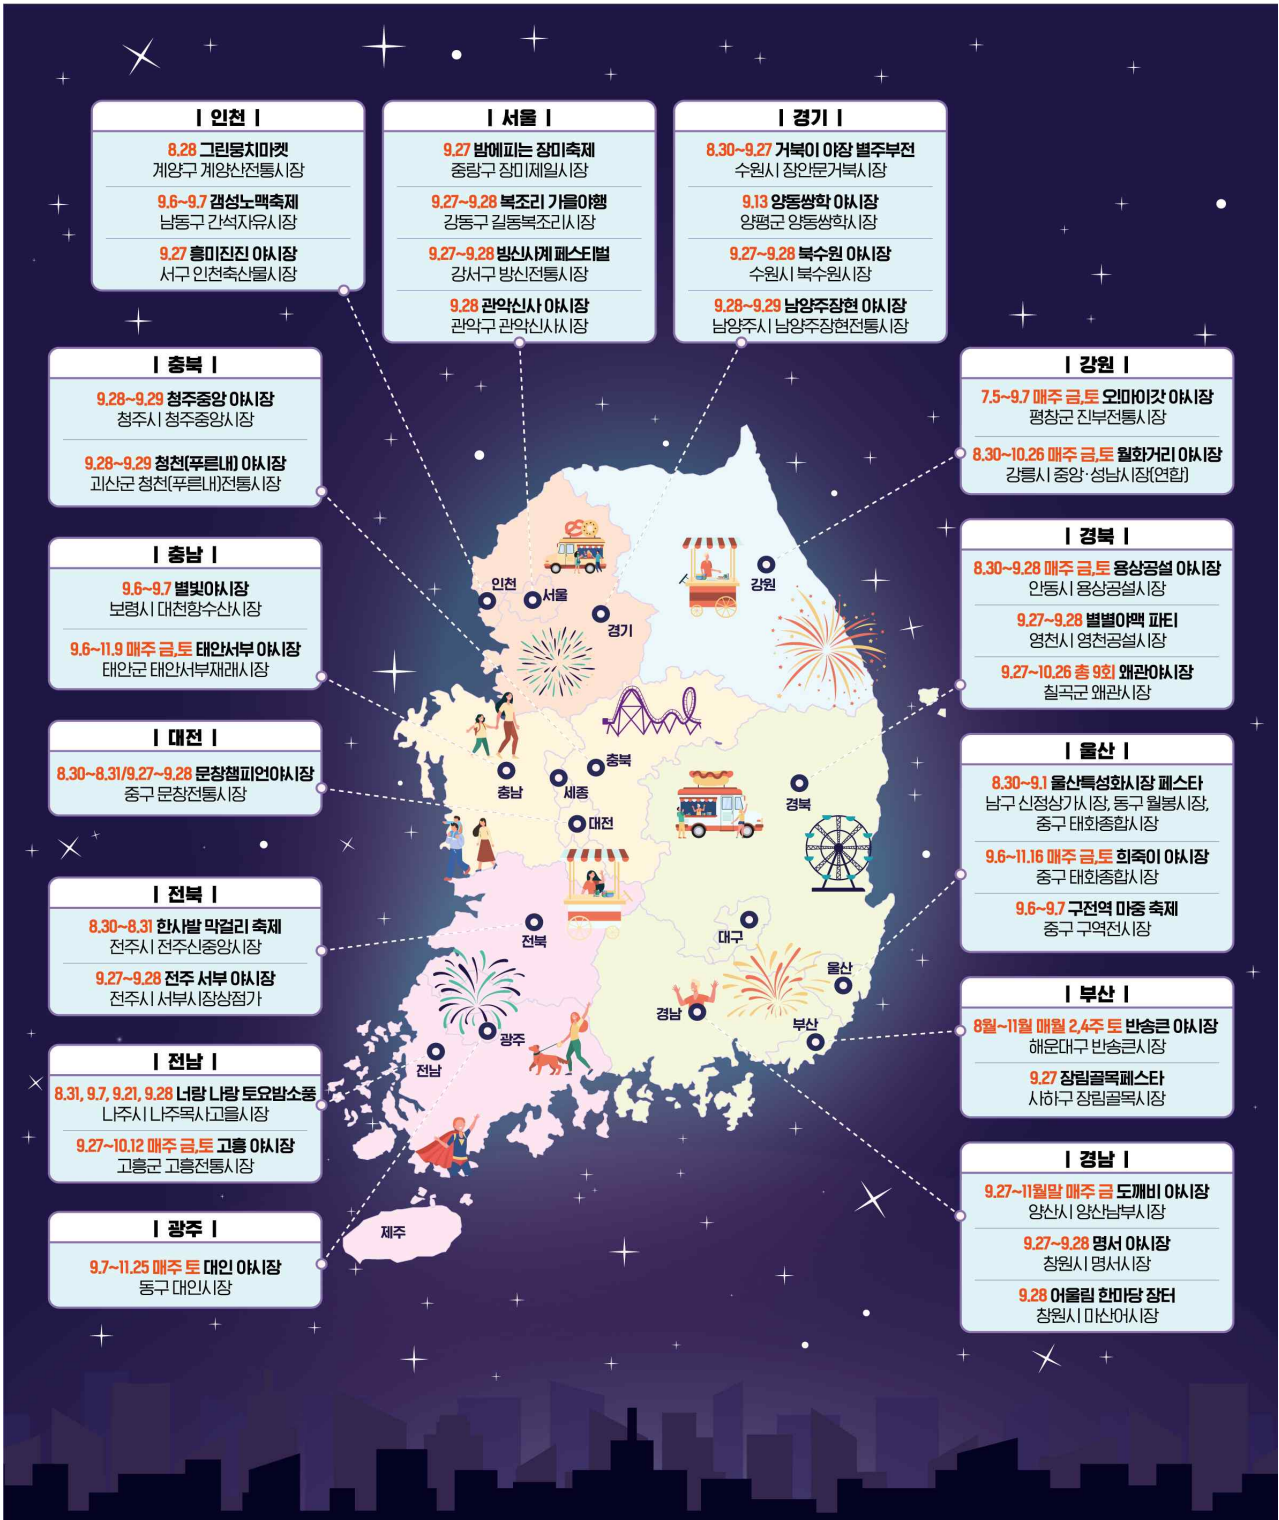 | 인천 |
8.28 그린뭉치마켓
계양구 계양산전통시장
9.6~9.7 갬성노맥축제
남동구 간석자유시장
9.27 흥미진진 야시장
서구 인천축산물시장
| 서울 |
9.27 밤에피는 장미축제
중랑구 장미제일시장
9.27~9.28 복조리 가을야행
강동구 길동복조리시장
9.27~9.28 방신사계 페스티벌
강서구 방신전통시장
9.28 관악신사 야시장
관악구 관악신사시장
| 경기 |
8.30~9.27 거북이 야장 별주부전
수원시 장안문거북시장
9.13 양동쌍학 야시장
양평군 양동쌍학시장
9.27~9.28 북수원 야시장
수원시 북수원시장
9.28~9.29 남양주장현 야시장
남양주시 남양주장현전통시장
| 충북 |
9.28~9.29 청주중앙 야시장
청주시 청주중앙시장
9.28~9.29 청천(푸른내) 야시장
괴산군 청천(푸른내)전통시장
| 강원 |
7.5~9.7 매주 금,토 오!마이갓 야시장
평창군 진부전통시장
8.30~10.26 매주 금,토 월화거리 야시장
강릉시 중앙·성남시장(연합)
| 충남 |
9.6~9.7 별빛야시장
보령시 대천항수산시장
9.6~11.9 매주 금,토 태안서부 야시장
태안군 태안서부재래시장
| 경북 |
8.30~9.28 매주 금,토 용상공설 야시장
안동시 용상공설시장
9.27~9.28 별별야맥 파티
영천시 영천공설시장
9.27~10.26 총 9회 왜관야시장
칠곡군 왜관시장
| 대전 |
8.30~8.31/9.27~9.28 문창챔피언야시장
중구 문창전통시장
| 울산 |
8.30~9.1 울산특성화시장 페스타
남구 신정상가시장, 동구 월봉시장,
중구 태화종합시장
9.6~11.16 매주 금,토 희죽이 야시장
중구 태화종합시장
9.6~9.7 구전역 마중 축제
중구 구역전시장
| 전북 |
8.30~8.31 한사발 막걸리 축제
전주시 전주신중앙시장
9.27~9.28 전주 서부 야시장
전주시 서부시장상점가
| 부산 |
8월~11월 매월 2,4주 토 반송큰 야시장
해운대구 반송큰시장
9.27 장림골목페스타
사하구 장림골목시장
| 전남 |
8.31, 9.7, 9.21, 9.28 너랑 나랑 토요밤소풍
나주시 나주목사고을시장
9.27~10.12 매주 금,토 고흥 야시장
고흥군 고흥전통시장
| 경남 |
9.27~11월말 매주 금 도깨비 야시장
양산시 양산남부시장
9.27~9.28 명서 야시장
창원시 명서시장
9.28 어울림 한마당 장터
창원시 마산어시장
| 광주 |
9.7~11.25 매주 토 대인 야시장
동구 대인시장
인천
서울
경기
강원
충북
충남
세종
대전
경북
전북
대구
울산
경남
부산
광주
전남
제주